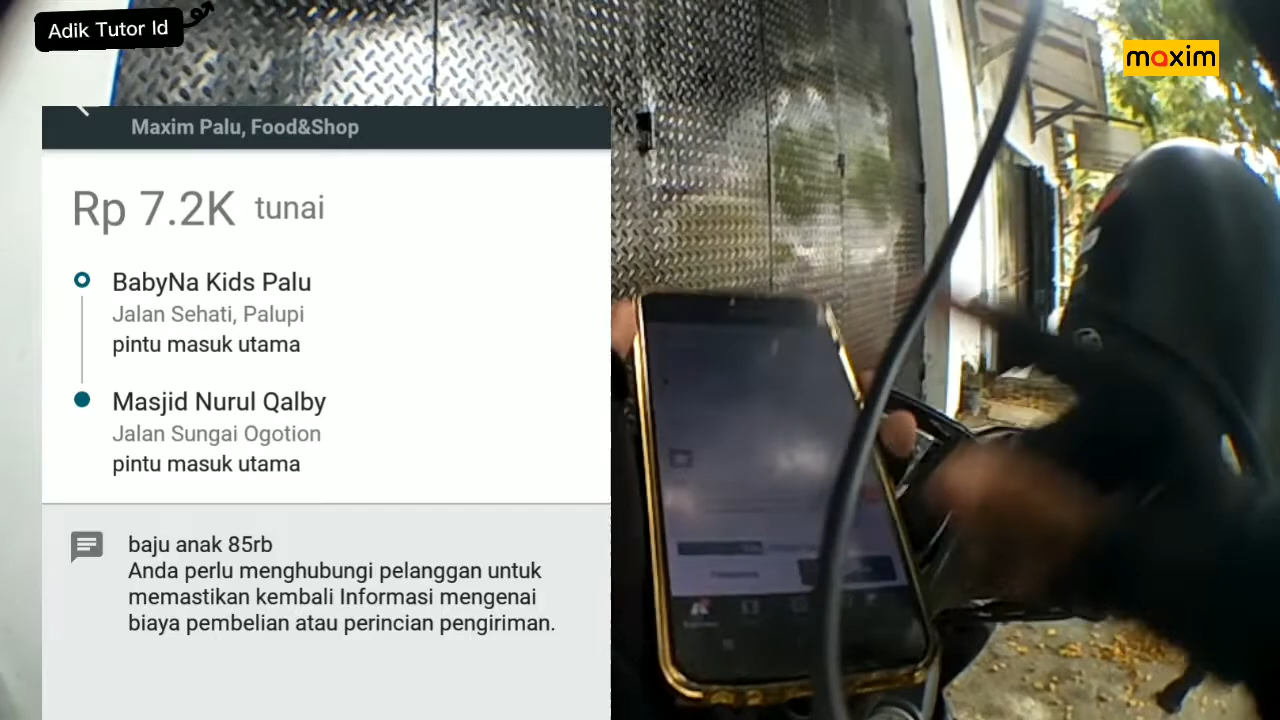 Adik Tutor Id
maxim
Maxim Palu, Food&Shop
Rp 7.2K tunai
BabyNa Kids Palu
Jalan Sehati, Palupi
pintu masuk utama
Masjid Nurul Qalby
Jalan Sungai Ogotion
pintu masuk utama
baju anak 85rb
Anda perlu menghubungi pelanggan untuk
memastikan kembali Informasi mengenai
biaya pembelian atau perincian pengiriman.